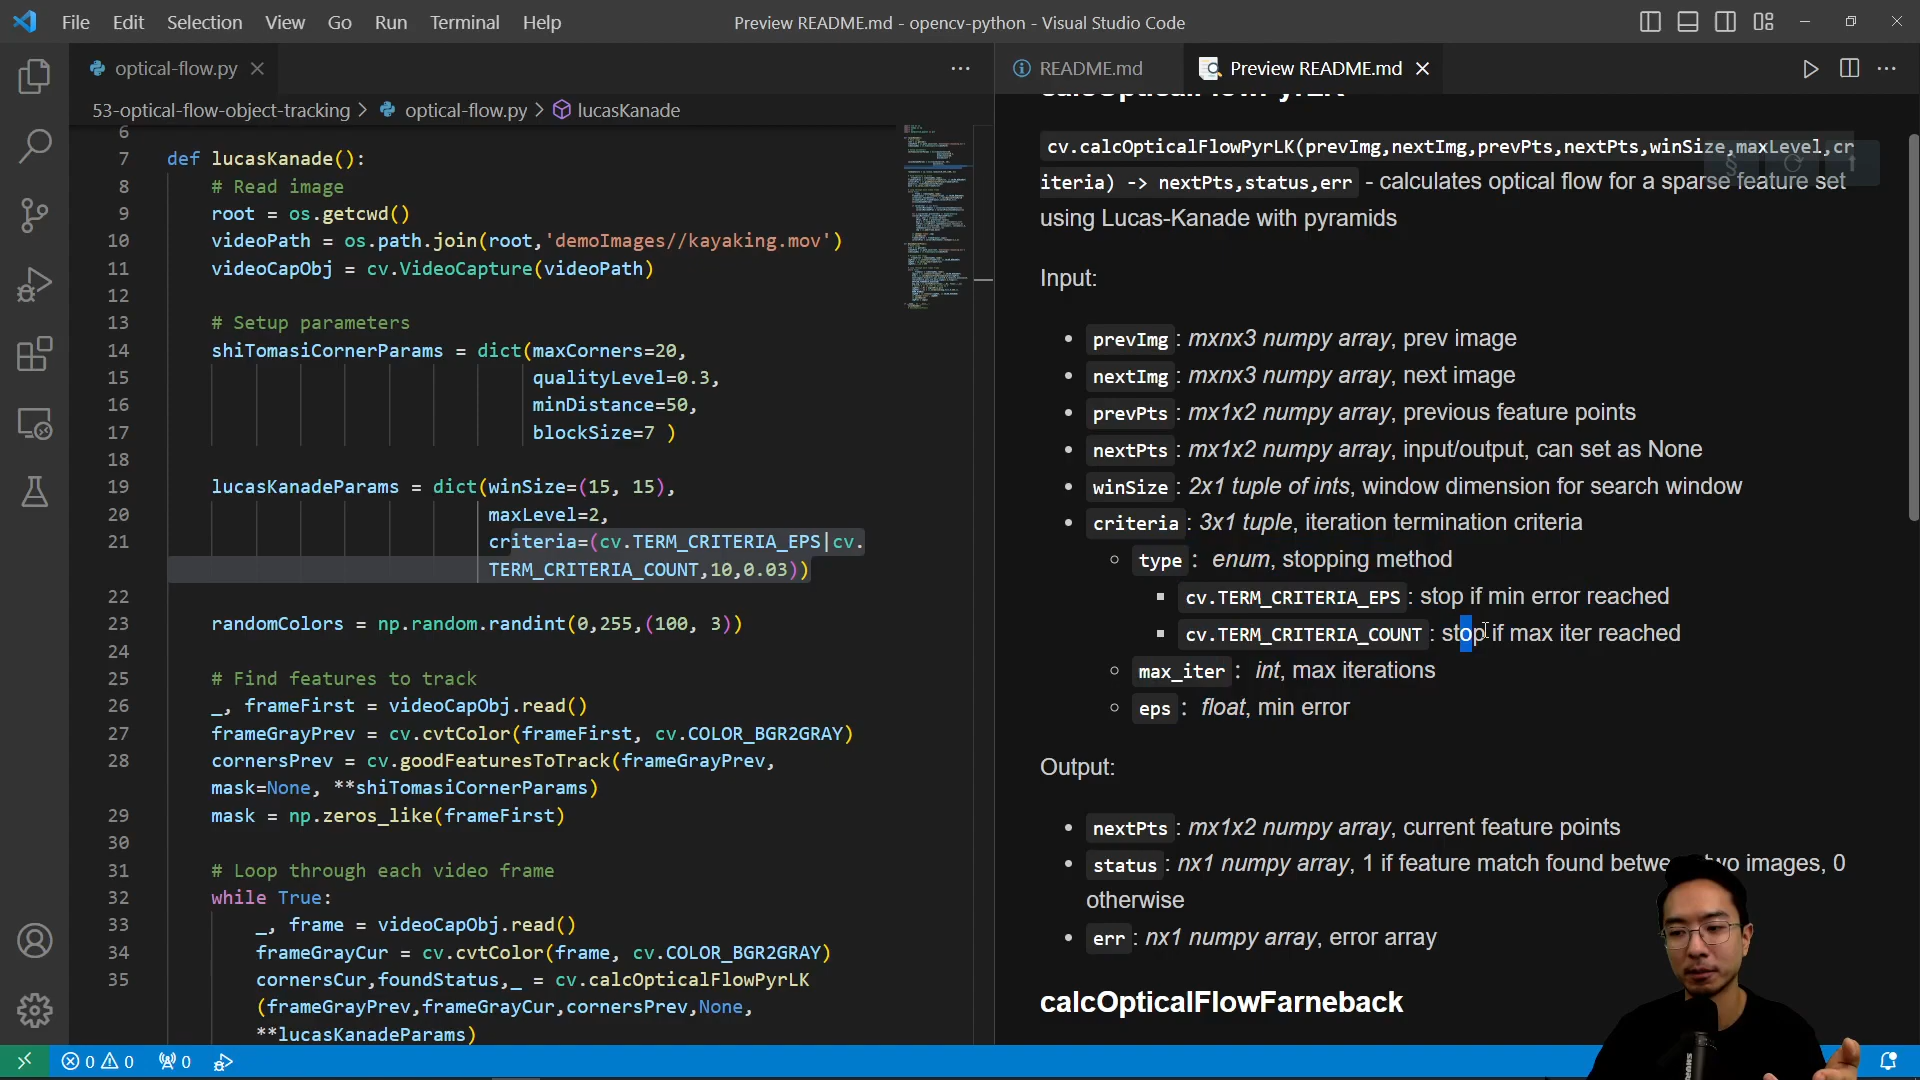 File Edit Selection View Go Run Terminal Help
Preview README.md - opencv-python - Visual Studio Code
optical-flow.py
README.md
Preview README.md
53-optical-flow-object-tracking > optical-flow.py > lucasKanade
6
7 def lucasKanade():
8 # Read image
9 root = os.getcwd()
10 videoPath = os.path.join(root,'demoImages//kayaking.mov')
11 videoCapObj = cv.VideoCapture(videoPath)
12
13 # Setup parameters
14 shiTomasiCornerParams = dict(maxCorners=20,
15 qualityLevel=0.3,
16 minDistance=50,
17 blockSize=7 )
18
19 lucasKanadeParams = dict(winSize=(15, 15),
20 maxLevel=2,
21 criteria=(cv.TERM_CRITERIA_EPS|cv.
TERM_CRITERIA_COUNT,10,0.03))
22
23 randomColors = np.random.randint(0,255,(100, 3))
24
25 # Find features to track
26 _, frameFirst = videoCapObj.read()
27 frameGrayPrev = cv.cvtColor(frameFirst, cv.COLOR_BGR2GRAY)
28 cornersPrev = cv.goodFeaturesToTrack(frameGrayPrev,
mask=None, **shiTomasiCornerParams)
29 mask = np.zeros_like(frameFirst)
30
31 # Loop through each video frame
32 while True:
33 _, frame = videoCapObj.read()
34 frameGrayCur = cv.cvtColor(frame, cv.COLOR_BGR2GRAY)
35 cornersCur,foundStatus,_ = cv.calcOpticalFlowPyrLK
(frameGrayPrev,frameGrayCur,cornersPrev,None,
**lucasKanadeParams)
calcOpticalFlowPyrLK
cv.calcOpticalFlowPyrLK(prevImg,nextImg,prevPts,nextPts,winSize,maxLevel,cr
iteria) -> nextPts,status,err - calculates optical flow for a sparse feature set
using Lucas-Kanade with pyramids
Input:
prevImg : mxnx3 numpy array, prev image
nextImg : mxnx3 numpy array, next image
prevPts : mx1x2 numpy array, previous feature points
nextPts : mx1x2 numpy array, input/output, can set as None
winSize : 2x1 tuple of ints, window dimension for search window
criteria : 3x1 tuple, iteration termination criteria
type : enum, stopping method
cv.TERM_CRITERIA_EPS : stop if min error reached
cv.TERM_CRITERIA_COUNT : stop if max iter reached
max_iter : int, max iterations
eps : float, min error
Output:
nextPts : mx1x2 numpy array, current feature points
status : nx1 numpy array, 1 if feature match found between two images, 0
otherwise
err : nx1 numpy array, error array
calcOpticalFlowFarneback
0 0 0